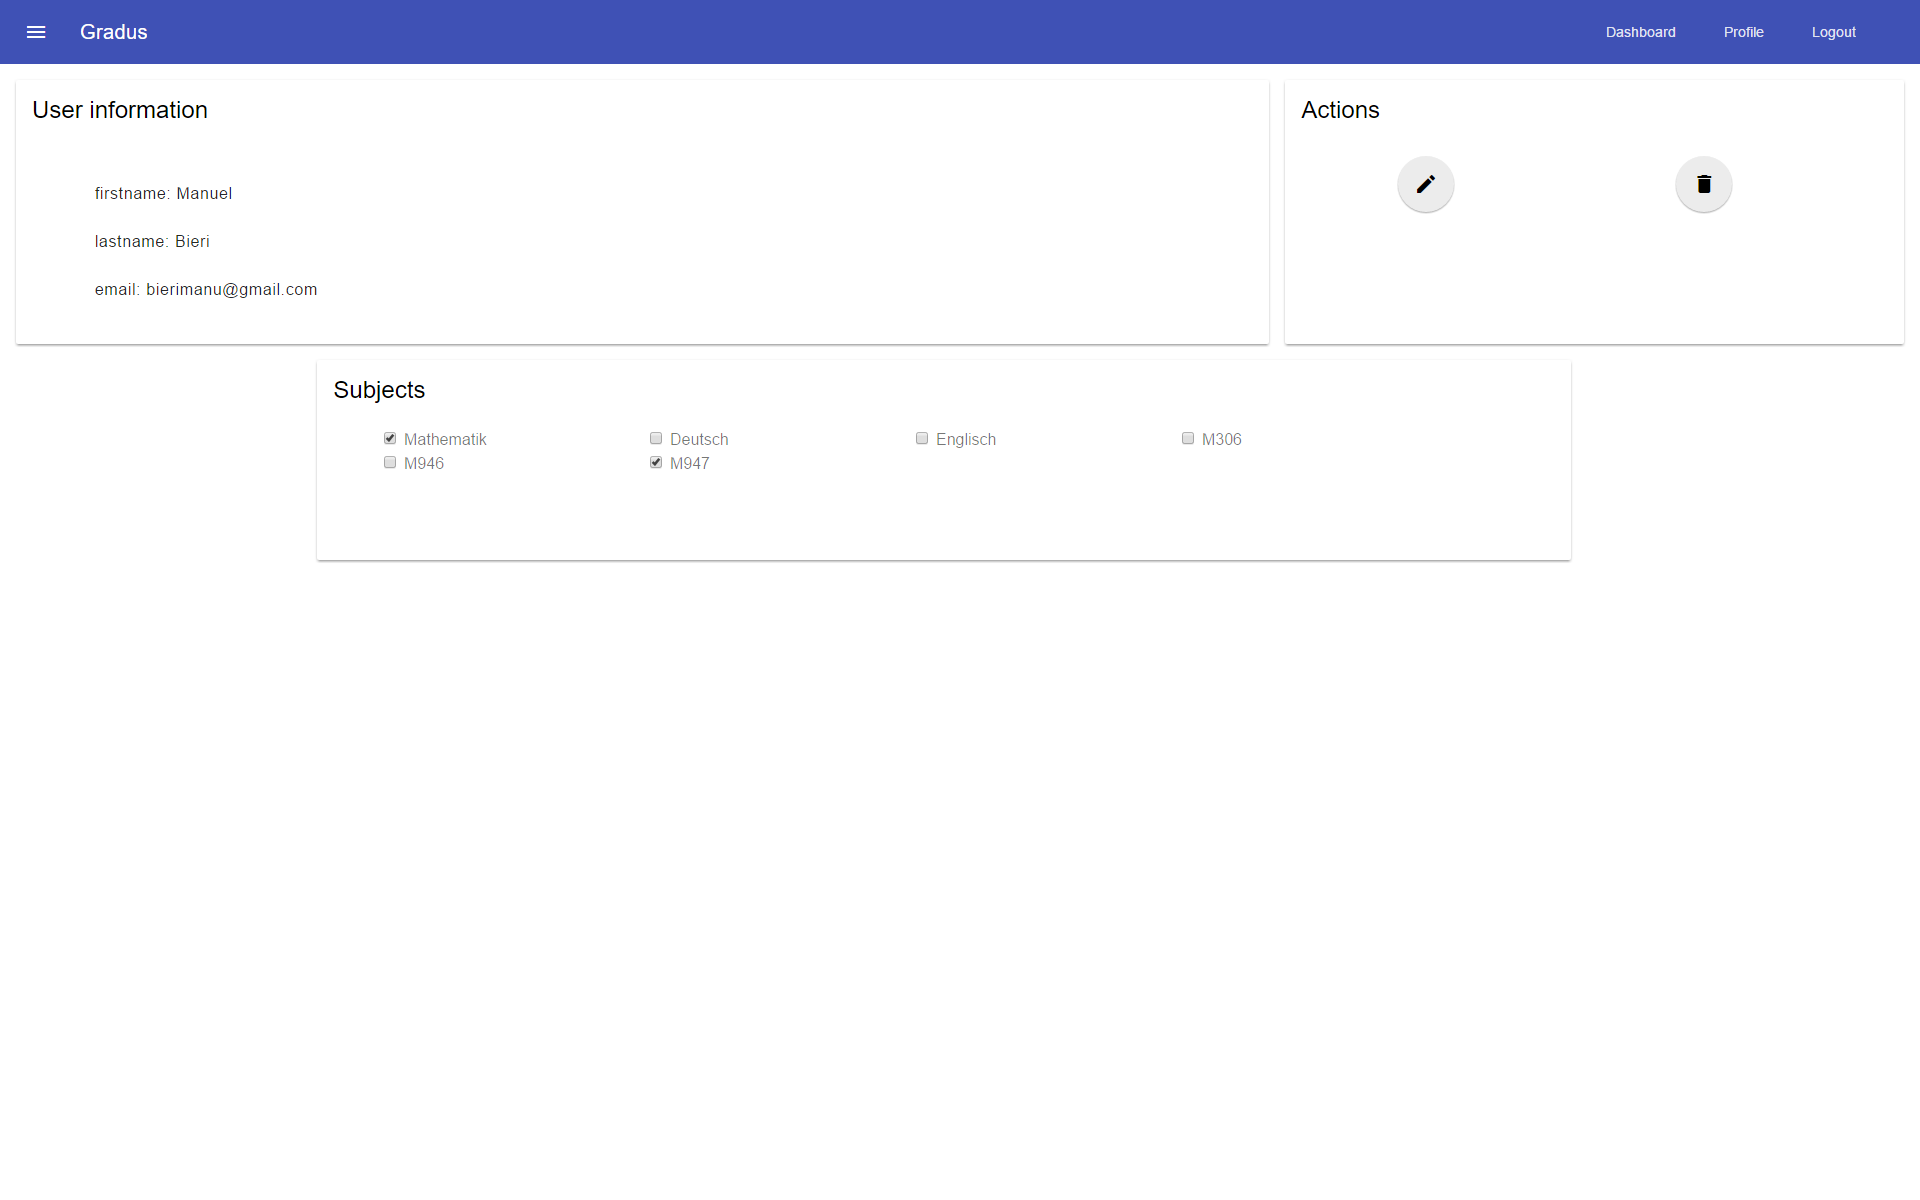 Gradus
Dashboard
Profile
Logout
User information
firstname: Manuel
lastname: Bieri
email: bierimanu@gmail.com
Actions
Subjects
Mathematik
Deutsch
Englisch
M306
M946
M947